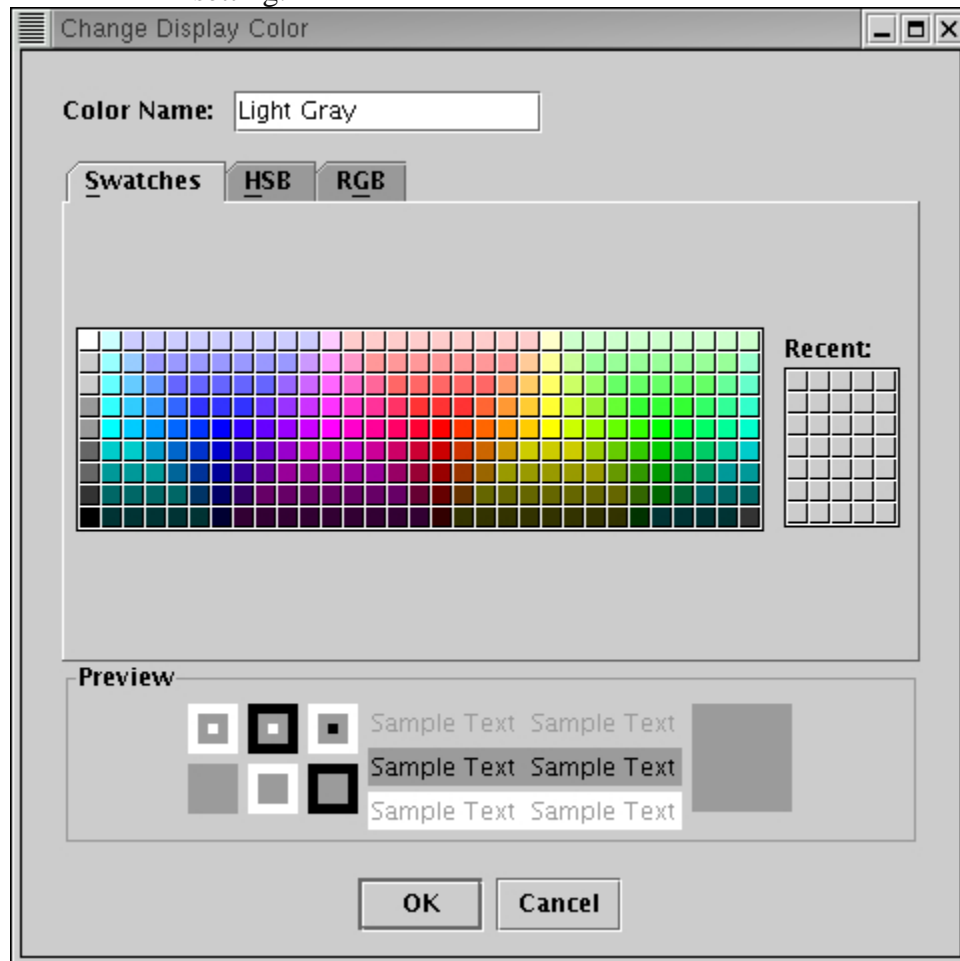 Change Display Color
Color Name: Light Gray
Swatches HSB RGB
Recent:
Preview
Sample Text Sample Text
Sample Text Sample Text
Sample Text Sample Text
OK Cancel